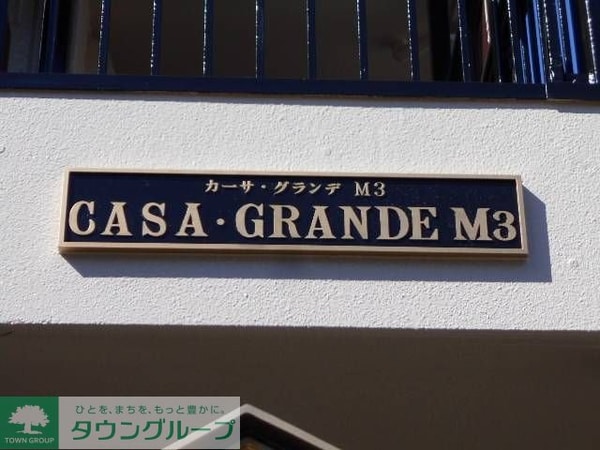 カーサ・グランデ M3
CASA・GRANDE M3
ひとを、まちを、もっと豊かに。
タウングループ
TOWN GROUP